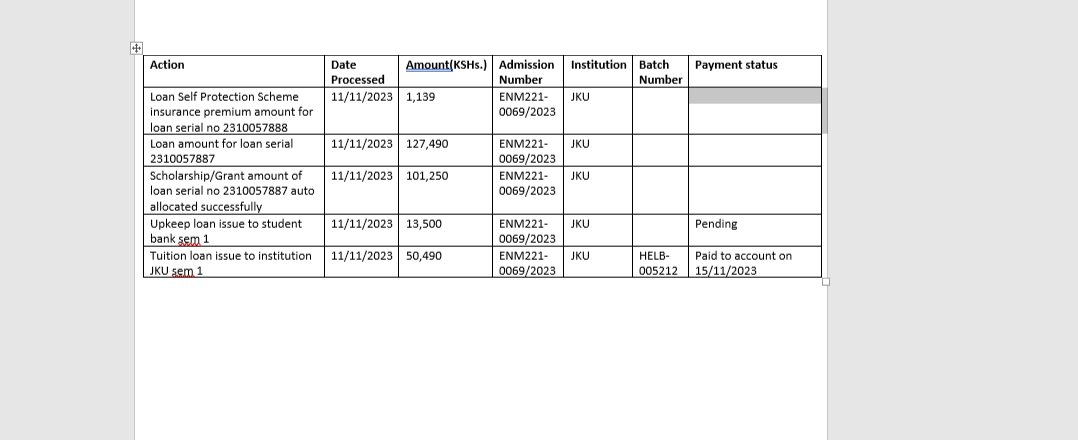 Action Date Processed Amount(KSHs.) Admission Number Institution Batch Number Payment status
Loan Self Protection Scheme insurance premium amount for loan serial no 2310057888 11/11/2023 1,139 ENM221-0069/2023 JKU
Loan amount for loan serial 2310057887 11/11/2023 127,490 ENM221-0069/2023 JKU
Scholarship/Grant amount of loan serial no 2310057887 auto allocated successfully 11/11/2023 101,250 ENM221-0069/2023 JKU
Upkeep loan issue to student bank sem 1 11/11/2023 13,500 ENM221-0069/2023 JKU Pending
Tuition loan issue to institution JKU sem 1 11/11/2023 50,490 ENM221-0069/2023 JKU HELB-005212 Paid to account on 15/11/2023